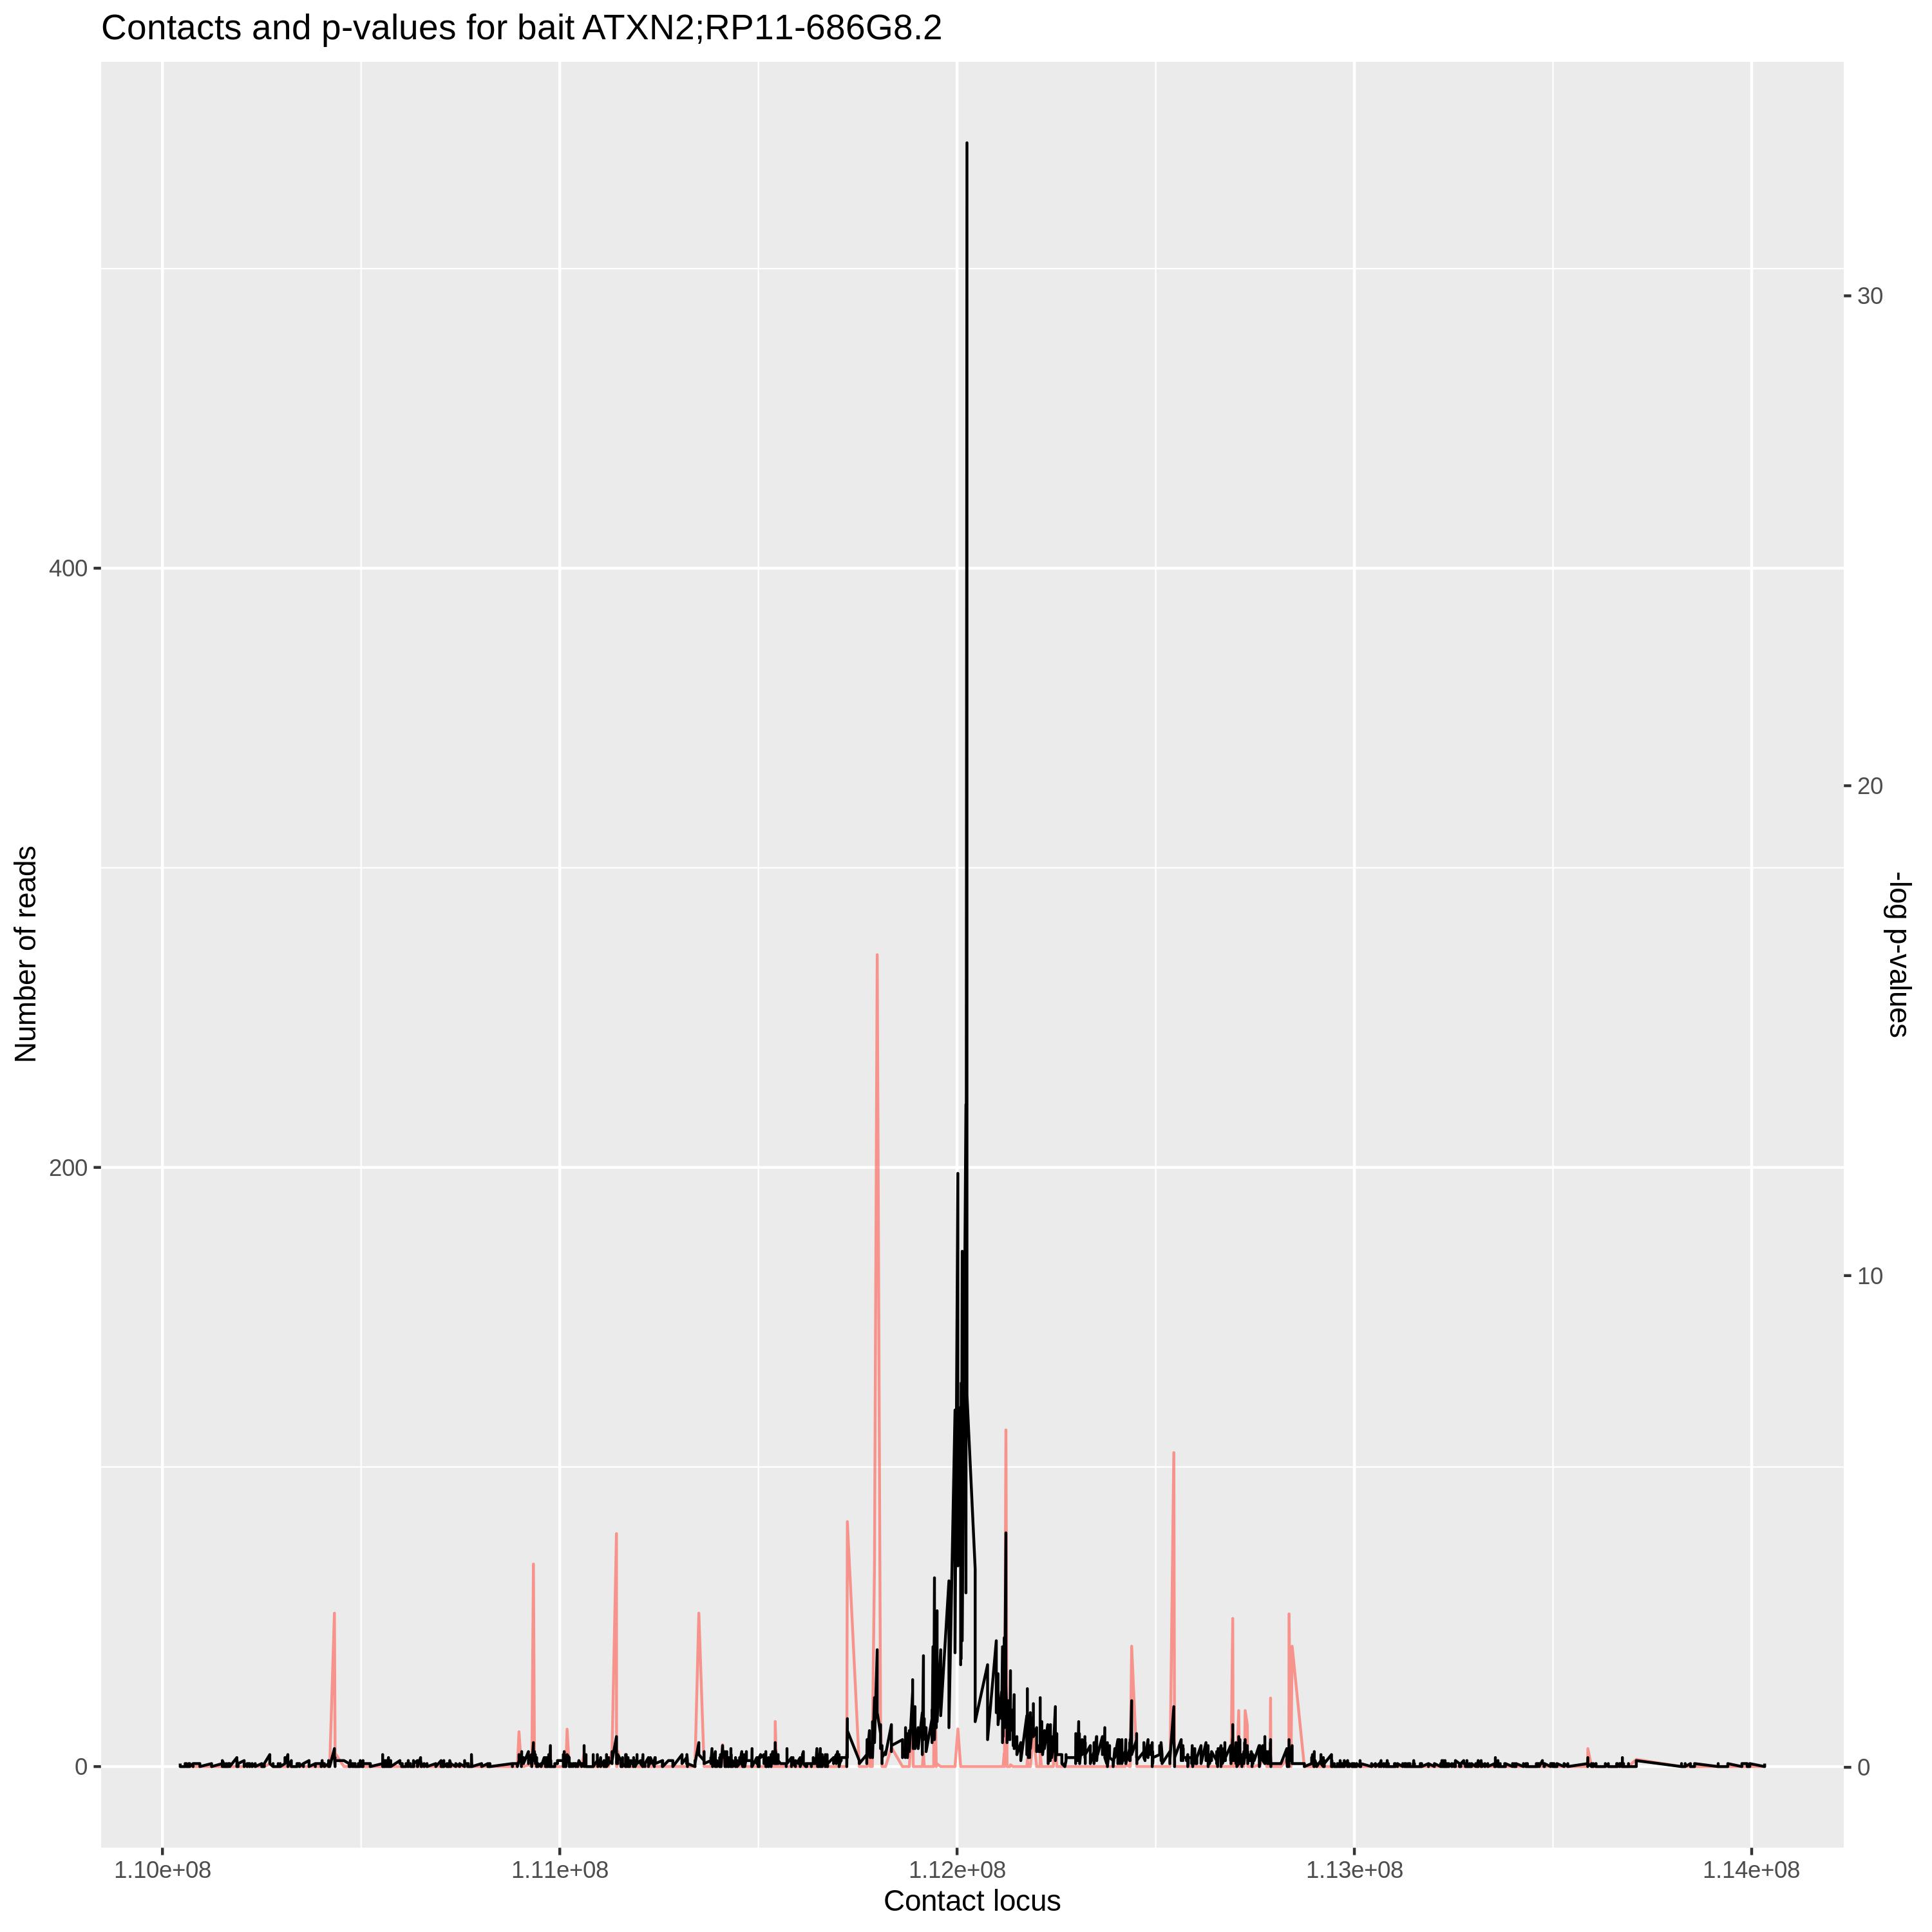 Contacts and p-values for bait ATXN2;RP11-686G8.2
Number of reads
400
200
0
30
20
10
0
-log p-values
1.10e+08 1.11e+08 1.12e+08 1.13e+08 1.14e+08
Contact locus